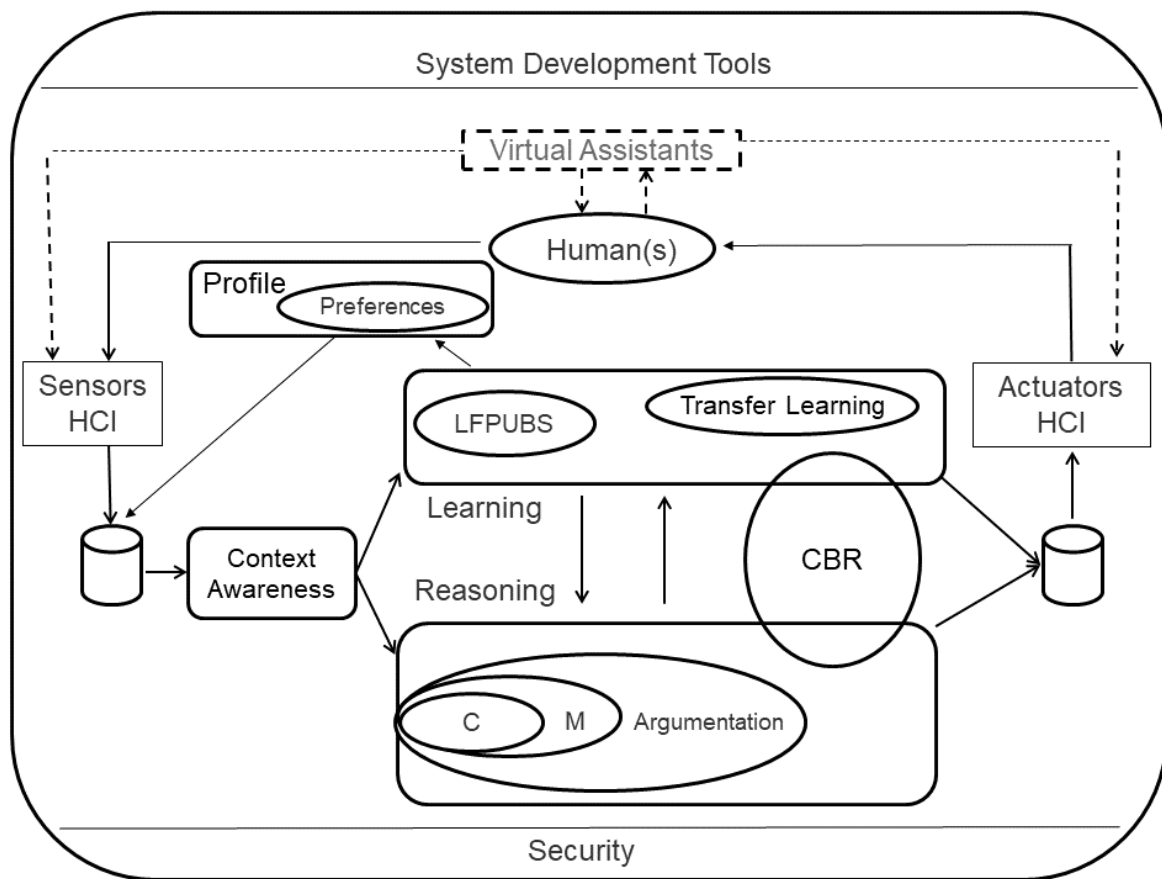 System Development Tools
Virtual Assistants
Human(s)
Profile
Preferences
Sensors
HCI
Actuators
HCI
LFPUBS
Transfer Learning
Learning
Context
Awareness
CBR
Reasoning
C
M
Argumentation
Security